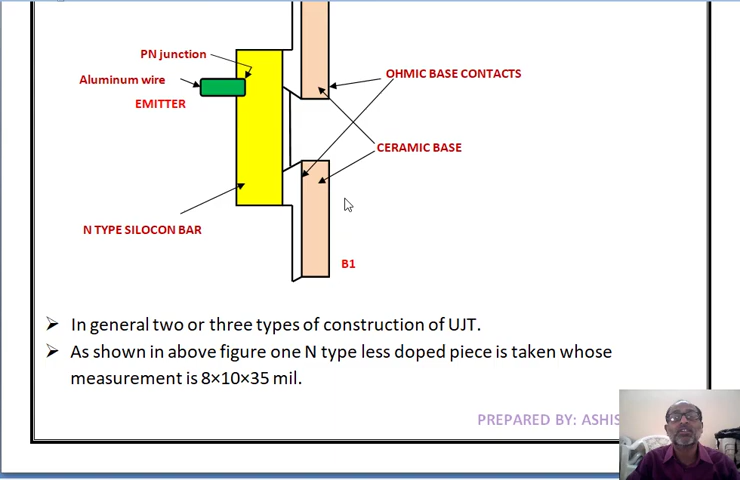 PN junction
Aluminum wire
EMITTER
OHMIC BASE CONTACTS
CERAMIC BASE
N TYPE SILOCON BAR
B1
In general two or three types of construction of UJT.
As shown in above figure one N type less doped piece is taken whose
measurement is 8×10×35 mil.
PREPARED BY: ASHIS